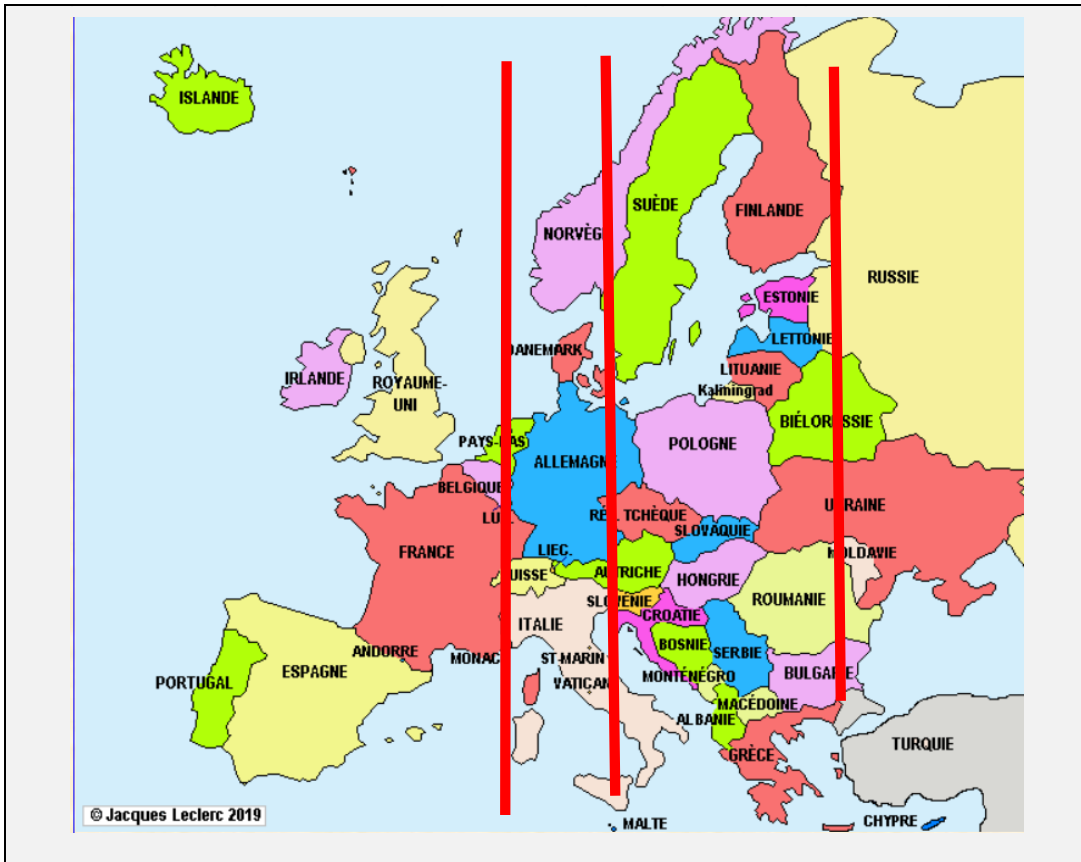 ISLANDE
SUÈDE
FINLANDE
NORVÈG
RUSSIE
ESTONIE
LETTONIE
DANEMARK
LITUANIE
Kaliningrad
IRLANDE
ROYAUME-
UNI
BIÉLORUSSIE
PAYS-BAS
POLOGNE
ALLEMAGNE
BELGIQUE
UKRAINE
RÉP. TCHÈQUE
SLOVAQUIE
FRANCE
LIEC.
MOLDAVIE
SUISSE
AUTRICHE
HONGRIE
SLOVÉNIE
ROUMANIE
CROATIE
ITALIE
BOSNIE
SERBIE
ANDORRE
MONAC
ST-MARIN
ESPAGNE
MONTÉNÉGRO
BULGARIE
PORTUGAL
VATICAN
MACÉDOINE
ALBANIE
TURQUIE
GRÈCE
© Jacques Leclerc 2019
MALTE
CHYPRE